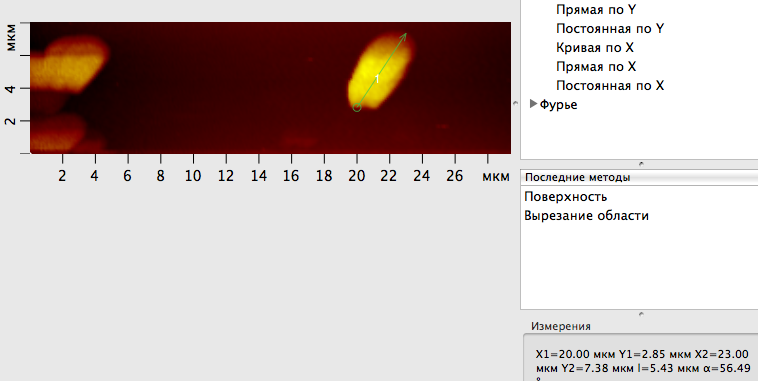 мкм
4
2
2 4 6 8 10 12 14 16 18 20 22 24 26 мкм
1
Прямая по Y
Постоянная по Y
Кривая по X
Прямая по X
Постоянная по X
Фурье
Последние методы
Поверхность
Вырезание области
Измерения
X1=20.00 мкм Y1=2.85 мкм X2=23.00
мкм Y2=7.38 мкм l=5.43 мкм α=56.49
°